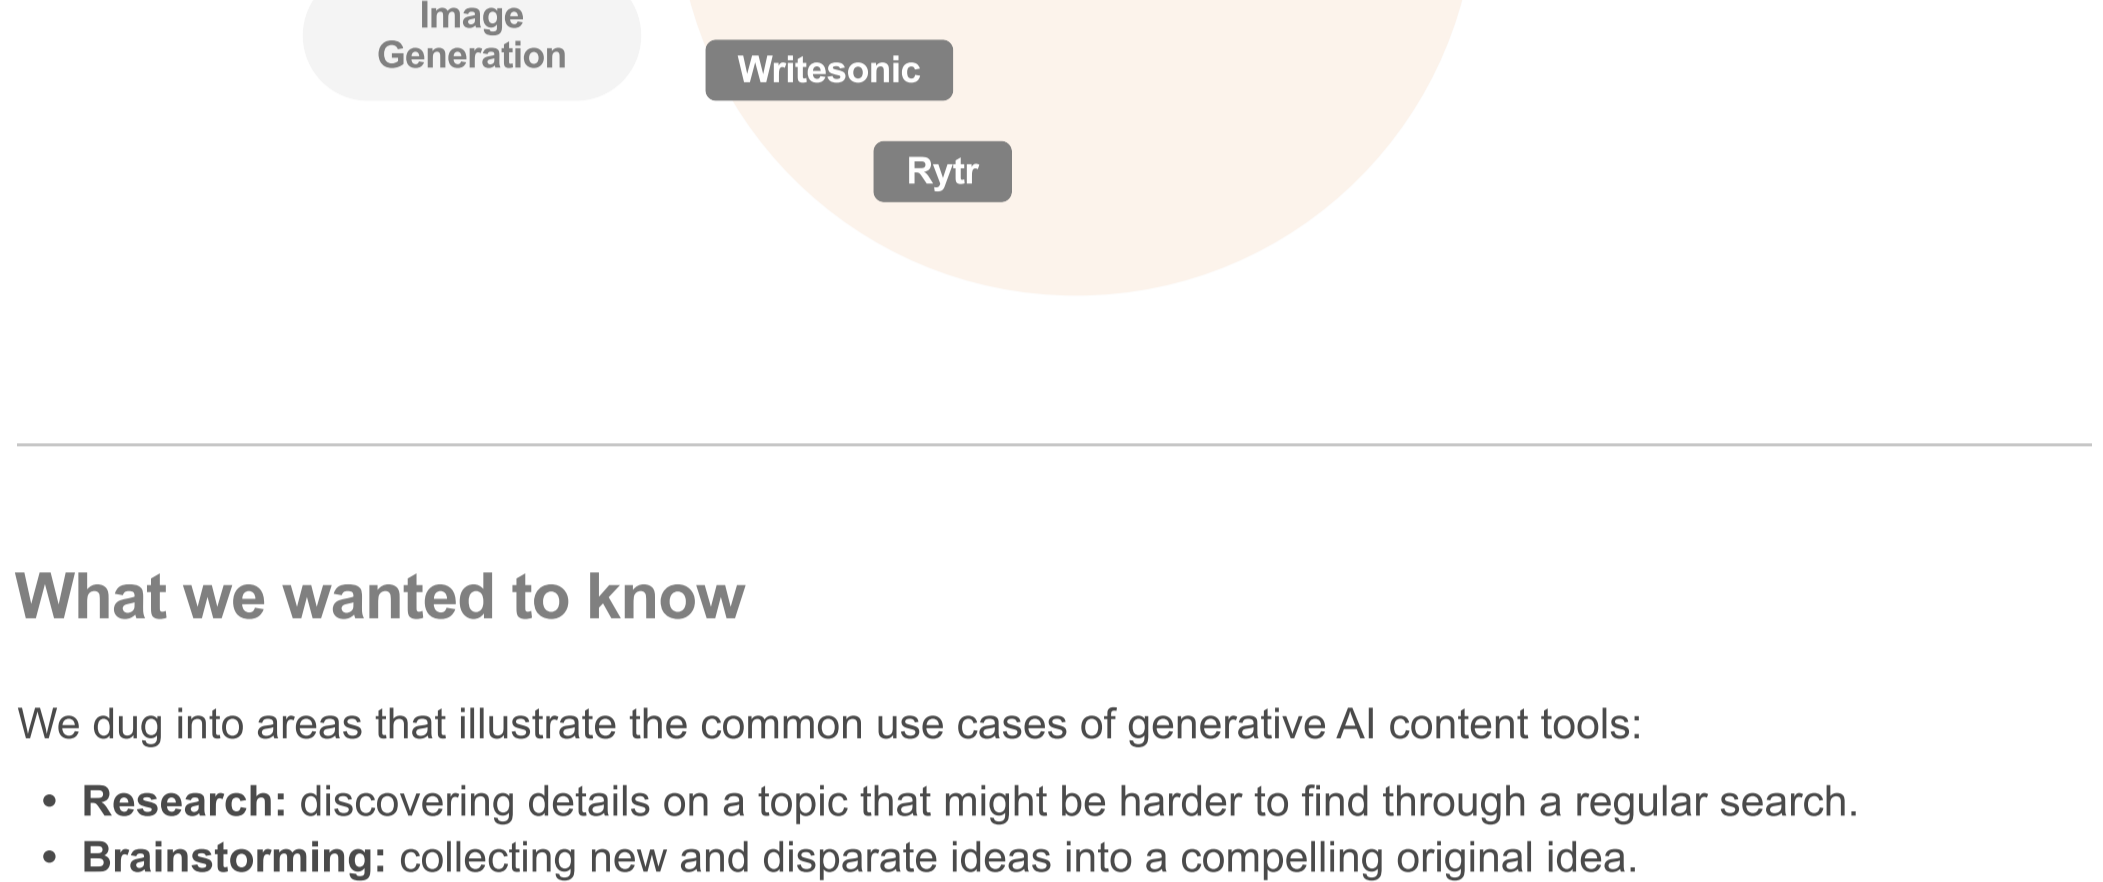 Image
Generation
Writesonic
Rytr
What we wanted to know
We dug into areas that illustrate the common use cases of generative AI content tools:
• Research: discovering details on a topic that might be harder to find through a regular search.
• Brainstorming: collecting new and disparate ideas into a compelling original idea.